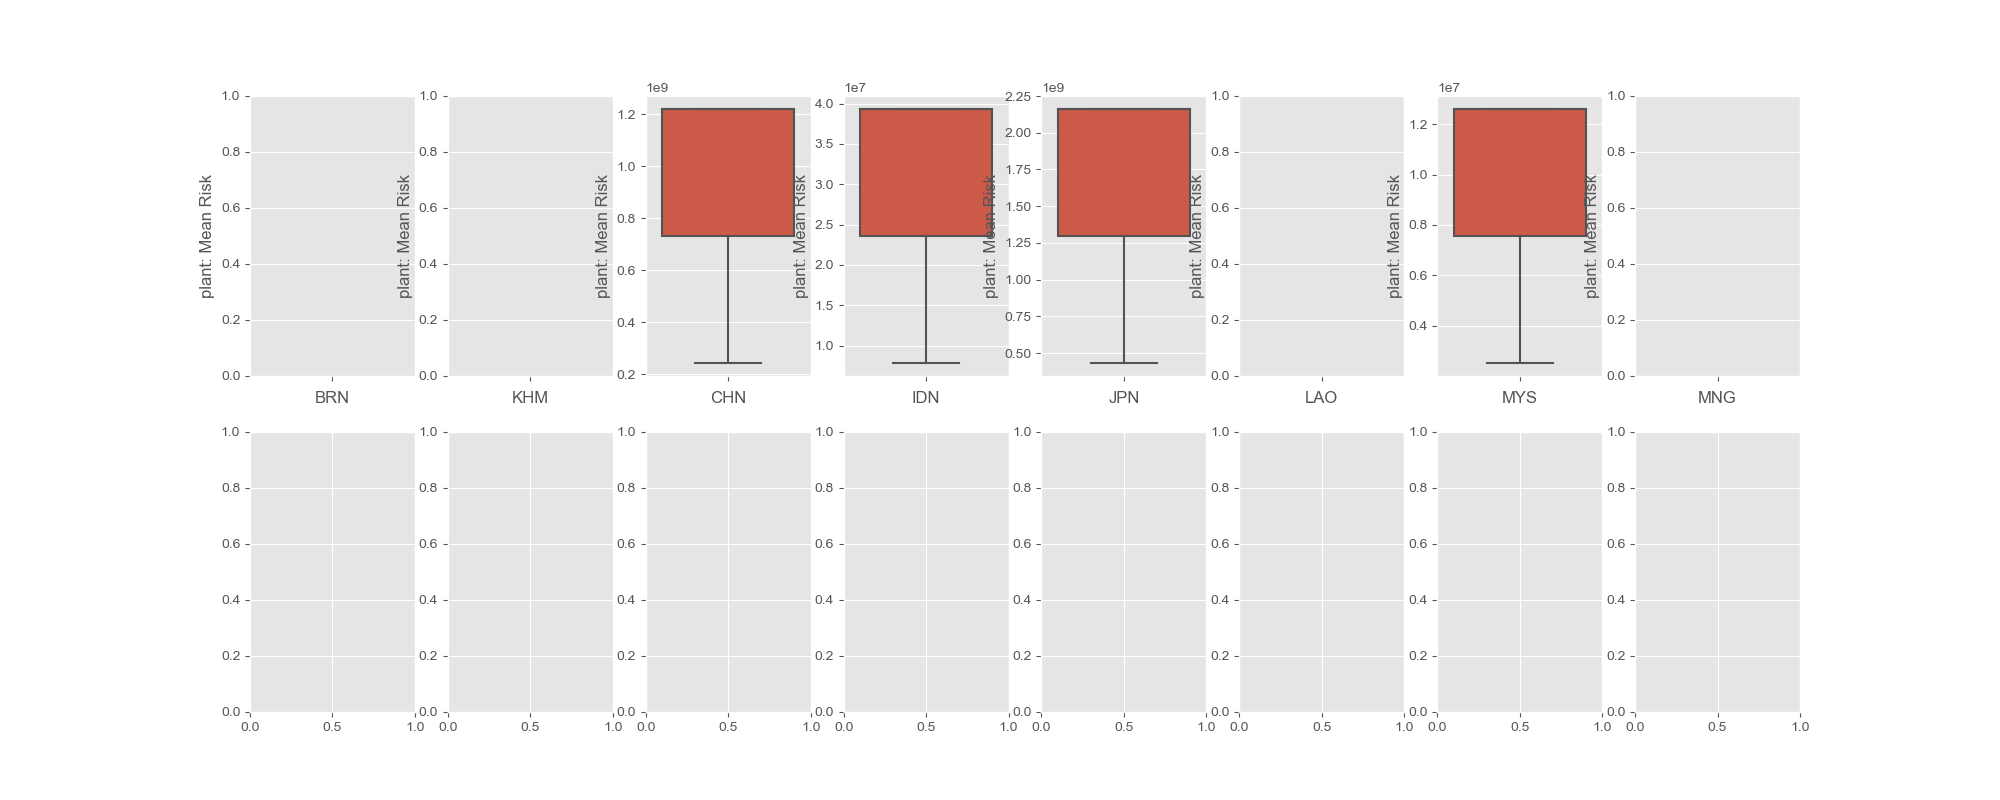 1e9 1e7 1e9 1e7
1.0 0.8 0.6 0.4 0.2 0.0
plant: Mean Risk
BRN
1.0 0.8 0.6 0.4 0.2 0.0
plant: Mean Risk
KHM
1.2 1.0 0.8 0.6 0.4 0.2
plant: Mean Risk
CHN
4.0 3.5 3.0 2.5 2.0 1.5 1.0
plant: Mean Risk
IDN
2.25 2.00 1.75 1.50 1.25 1.00 0.75 0.50
plant: Mean Risk
JPN
1.0 0.8 0.6 0.4 0.2 0.0
plant: Mean Risk
LAO
1.2 1.0 0.8 0.6 0.4
plant: Mean Risk
MYS
1.0 0.8 0.6 0.4 0.2 0.0
plant: Mean Risk
MNG
1.0 1.0 1.0 1.0 1.0 1.0 1.0 1.0
0.8 0.8 0.8 0.8 0.8 0.8 0.8 0.8
0.6 0.6 0.6 0.6 0.6 0.6 0.6 0.6
0.4 0.4 0.4 0.4 0.4 0.4 0.4 0.4
0.2 0.2 0.2 0.2 0.2 0.2 0.2 0.2
0.0 0.0 0.0 0.0 0.0 0.0 0.0 0.0
0.0 0.5 1.0 0.0 0.5 1.0 0.0 0.5 1.0 0.0 0.5 1.0 0.0 0.5 1.0 0.0 0.5 1.0 0.0 0.5 1.0 0.0 0.5 1.0